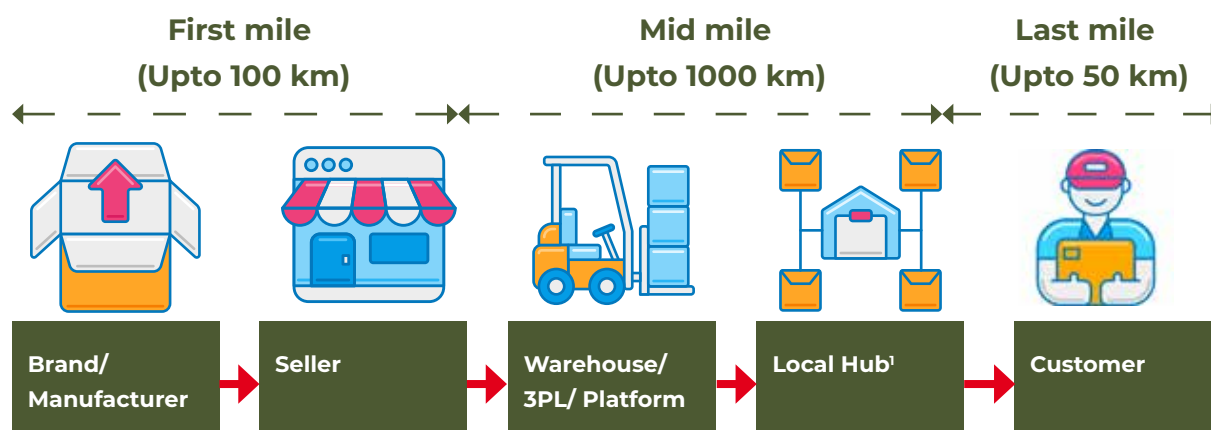 First mile
(Upto 100 km)
Mid mile
(Upto 1000 km)
Last mile
(Upto 50 km)
Brand/
Manufacturer
Seller
Warehouse/
3PL/ Platform
Local Hub¹
Customer